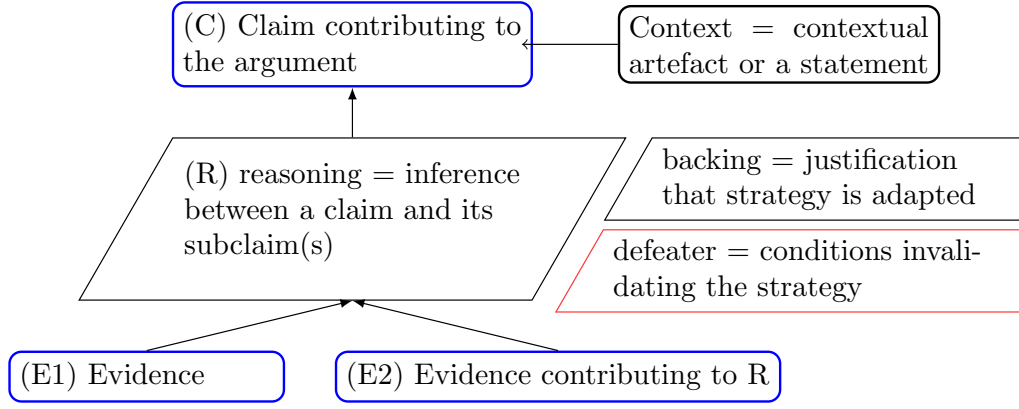 (C) Claim contributing to
the argument
Context = contextual
artefact or a statement
(R) reasoning = inference
between a claim and its
subclaim(s)
backing = justification
that strategy is adapted
defeater = conditions invali-
dating the strategy
(E1) Evidence
(E2) Evidence contributing to R